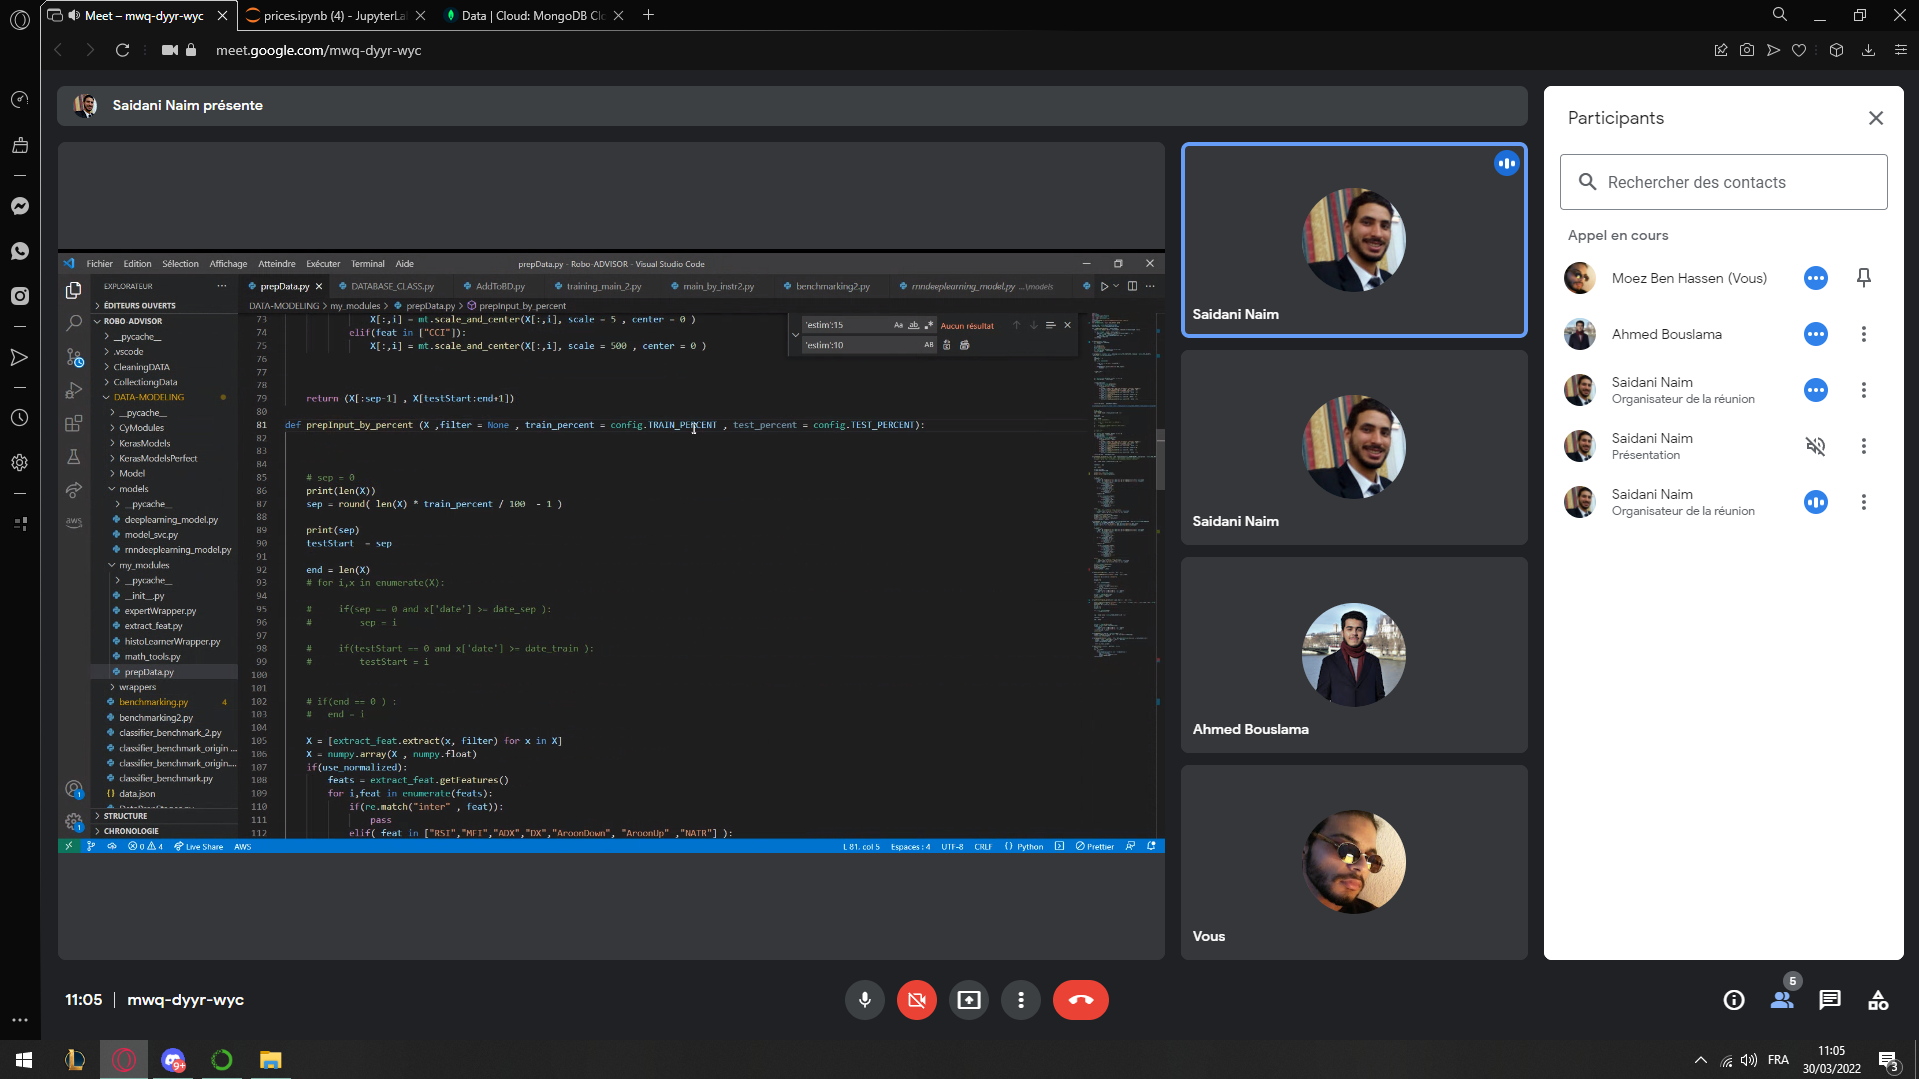 Meet – mwq-dyyr-wyc
prices.ipynb (4) - JupyterLa
Data | Cloud: MongoDB Cl
meet.google.com/mwq-dyyr-wyc
Saidani Naim présente
Fichier Edition Sélection Affichage Atteindre Exécuter Terminal Aide
prepData.py - Robo-ADVISOR - Visual Studio Code
EXPLORATEUR
prepData.py DATABASE_CLASS.py AddToBD.py training_main_2.py main_by_instr2.py benchmarking2.py rnndeeplearning_model.py ...\models
DATA-MODELING > my_modules > prepData.py > prepInput_by_percent
ÉDITEURS OUVERTS
ROBO-ADVISOR
__pycache__
.vscode
CleaningDATA
CollectiongData
DATA-MODELING
__pycache__
CyModules
KerasModels
KerasModelsPerfect
Model
models
__pycache__
deeplearning_model.py
model_svc.py
rnndeeplearning_model.py
my_modules
__pycache__
__init__.py
expertWrapper.py
extract_feat.py
histoLearnerWrapper.py
math_tools.py
prepData.py
wrappers
benchmarking.py 4
benchmarking2.py
classifier_benchmark_2.py
classifier_benchmark_origin ...
classifier_benchmark_origin....
classifier_benchmark.py
data.json
STRUCTURE
CHRONOLOGIE
'estim':15 Aa ab Aucun résultat
'estim':10 AB
73 X[:,i] = mt.scale_and_center(X[:,i], scale = 5 , center = 0 )
74 elif(feat in ["CCI"]):
75 X[:,i] = mt.scale_and_center(X[:,i], scale = 500 , center = 0 )
76
77
78
79 return (X[:sep-1] , X[testStart:end+1])
80
81 def prepInput_by_percent (X ,filter = None , train_percent = config.TRAIN_PERCENT , test_percent = config.TEST_PERCENT):
82
83
84
85 # sep = 0
86 print(len(X))
87 sep = round( len(X) * train_percent / 100 - 1 )
88
89 print(sep)
90 testStart = sep
91
92 end = len(X)
93 # for i,x in enumerate(X):
94
95 # if(sep == 0 and x['date'] >= date_sep ):
96 # sep = i
97
98 # if(testStart == 0 and x['date'] >= date_train ):
99 # testStart = i
100
101
102 # if(end == 0 ) :
103 # end = i
104
105 X = [extract_feat.extract(x, filter) for x in X]
106 X = numpy.array(X , numpy.float)
107 if(use_normalized):
108 feats = extract_feat.getFeatures()
109 for i,feat in enumerate(feats):
110 if(re.match("inter" , feat)):
111 pass
112 elif( feat in ["RSI","MFI","ADX","DX","AroonDown", "AroonUp" ,"NATR"] ):
0 4 Live Share AWS
L 81, col 5 Espaces : 4 UTF-8 CRLF Python Prettier
aws
1
1
Saidani Naim
Saidani Naim
Ahmed Bouslama
Vous
Participants
Rechercher des contacts
Appel en cours
Moez Ben Hassen (Vous)
Ahmed Bouslama
Saidani Naim
Organisateur de la réunion
Saidani Naim
Présentation
Saidani Naim
Organisateur de la réunion
11:05 | mwq-dyyr-wyc
5
9+
FRA
11:05
30/03/2022
3